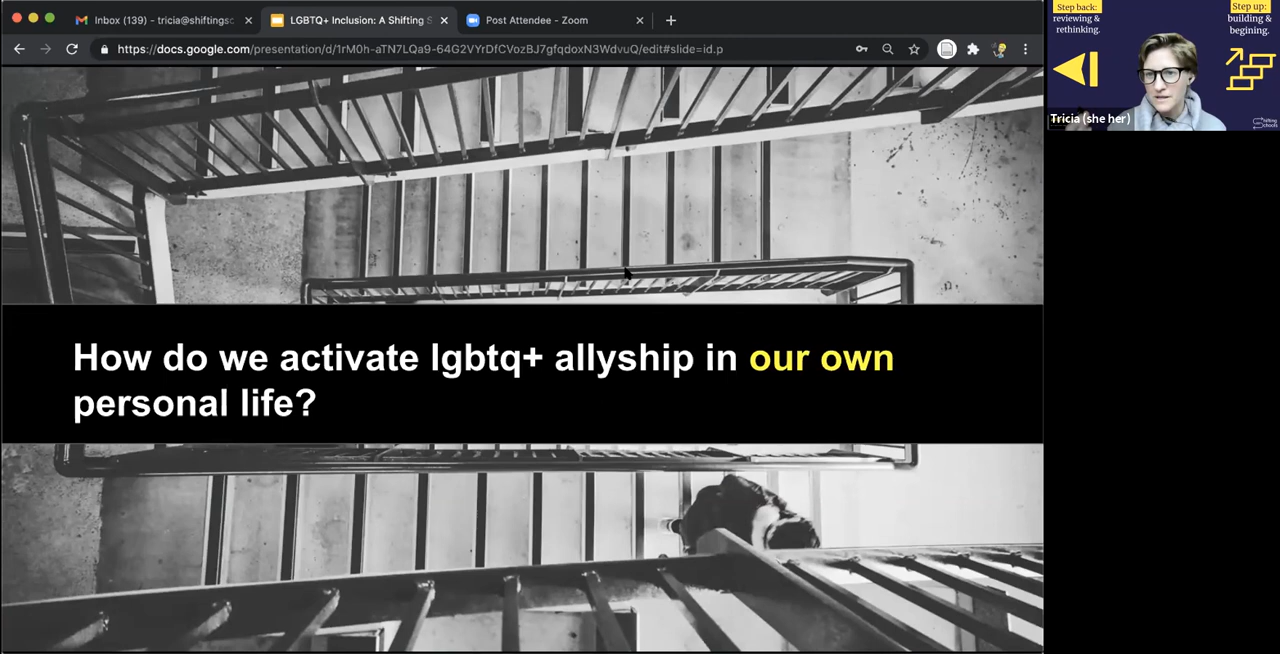 Inbox (139) - tricia@shiftingsc
LGBTQ+ Inclusion: A Shifting S
Post Attendee - Zoom
https://docs.google.com/presentation/d/1rM0h-aTN7LQa9-64G2VYrDfCVozBJ7gfqdoxN3WdvuQ/edit#slide=id.p
Step back:
reviewing &
rethinking.
Step up:
building &
begining.
Tricia (she her)
Shifting
Schools
How do we activate lgbtq+ allyship in our own
personal life?